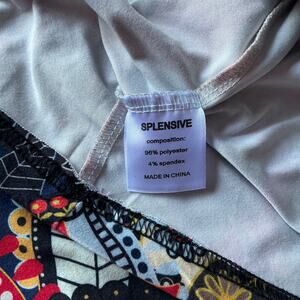 SPLENSIVE
composition:
96% polyester
4% spandex
MADE IN CHINA